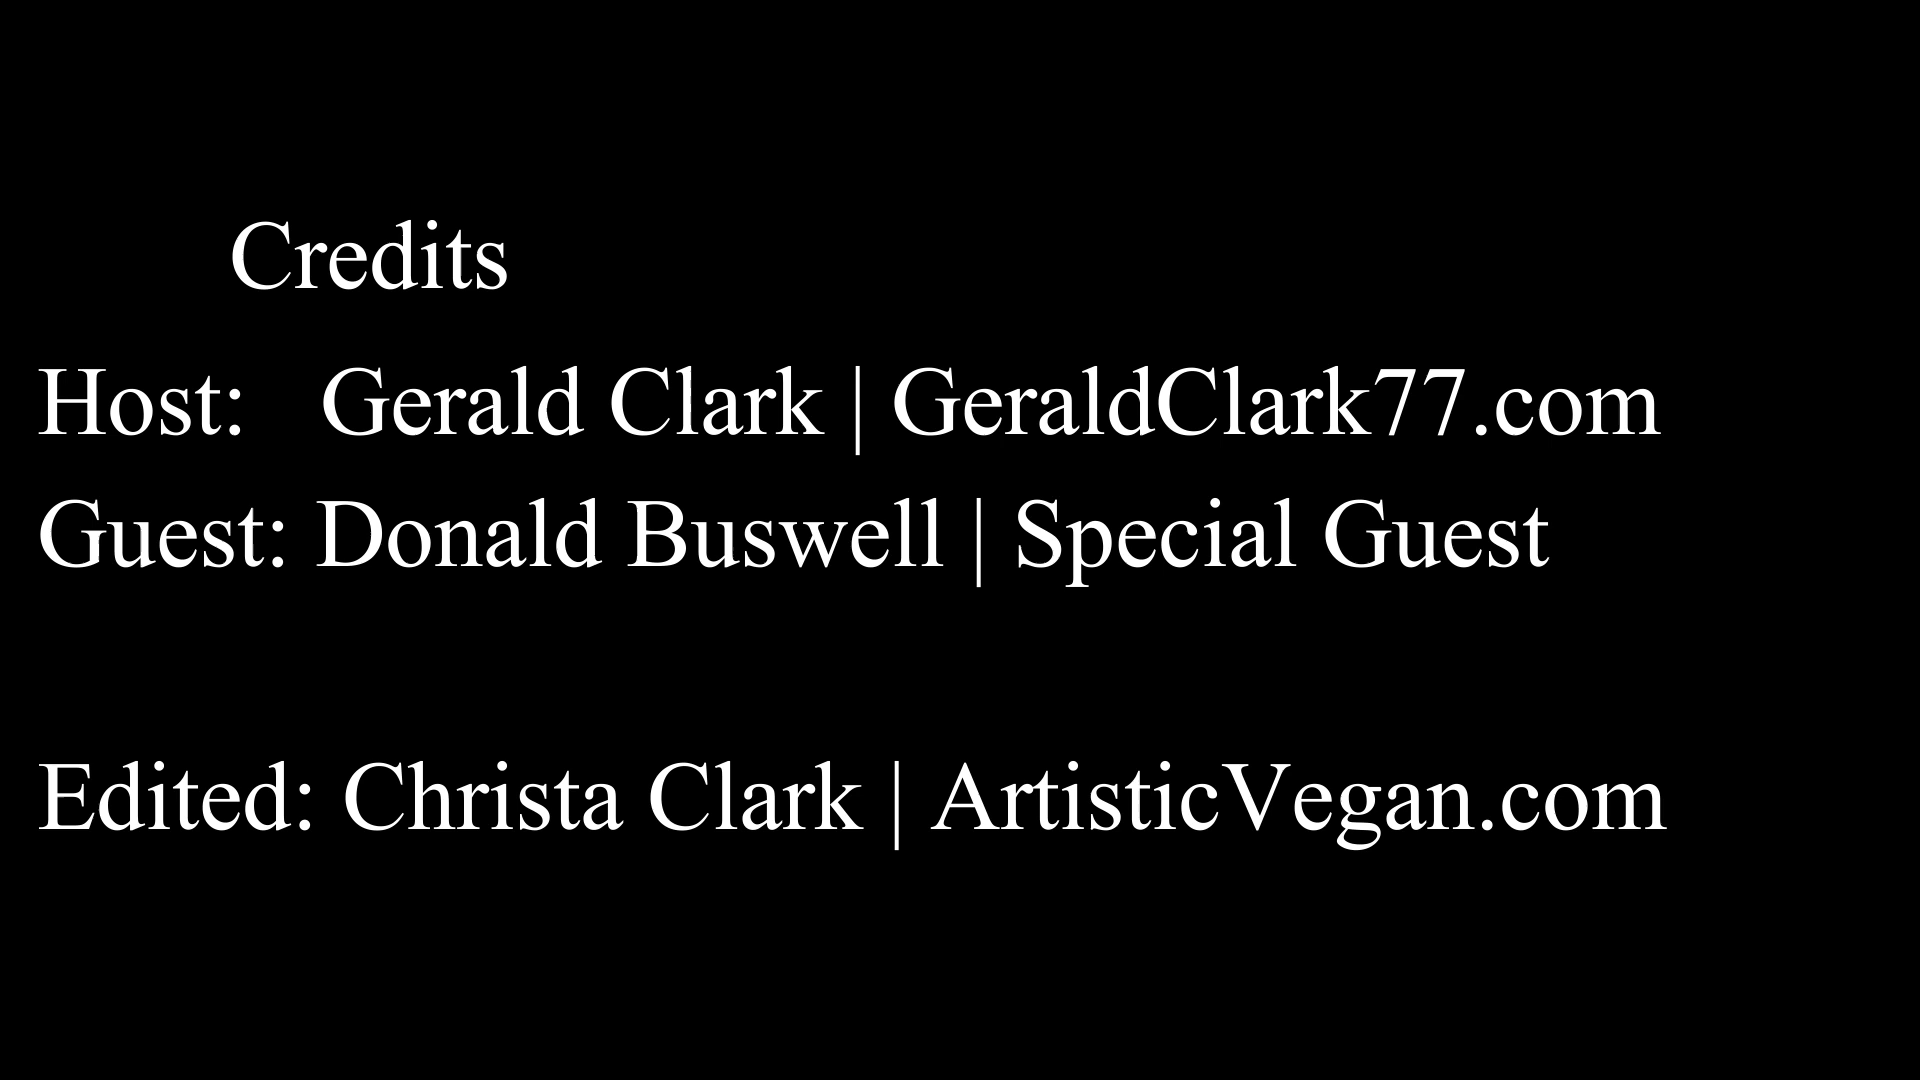 Credits
Host: Gerald Clark | GeraldClark77.com
Guest: Donald Buswell | Special Guest
Edited: Christa Clark | ArtisticVegan.com